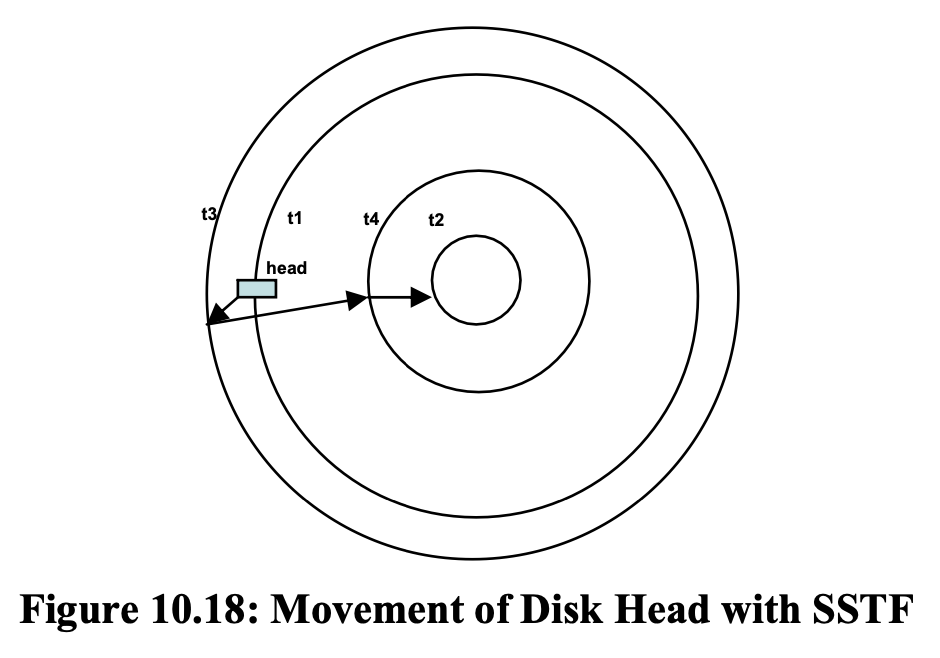 t3 t1 t4 t2
head
Figure 10.18: Movement of Disk Head with SSTF